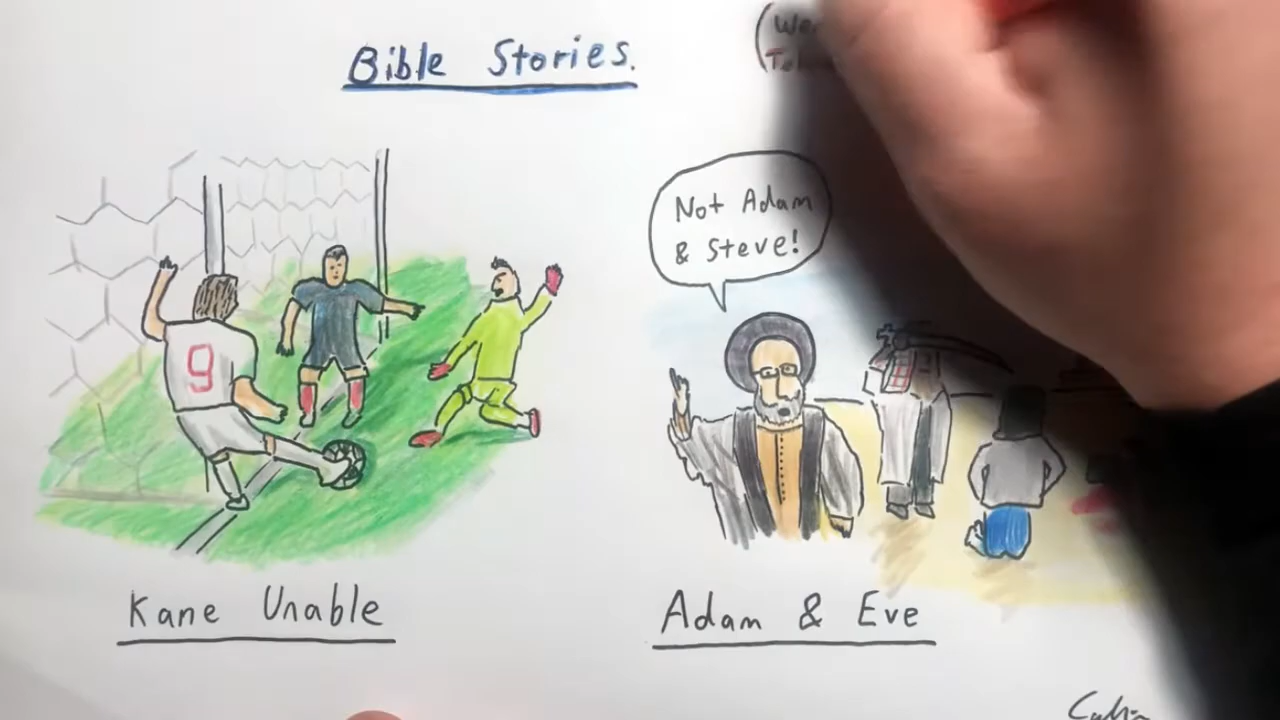 Bible Stories.
Not Adam
& Steve!
9
Kane Unable
Adam & Eve